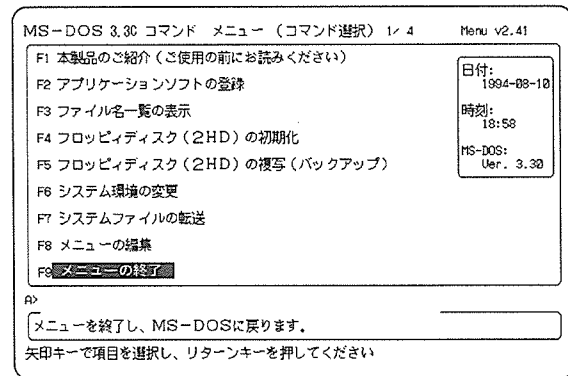 MS-DOS 3.3C コマンド メニュー (コマンド選択) 1/ 4 Menu v2.41
F1 本製品のご紹介(ご使用の前にお読みください)
F2 アプリケーションソフトの登録
F3 ファイル名一覧の表示
F4 フロッピィディスク(2HD)の初期化
F5 フロッピィディスク(2HD)の複写(バックアップ)
F6 システム環境の変更
F7 システムファイルの転送
F8 メニューの編集
F9 メニューの終了
日付:
1994-08-10
時刻:
18:58
MS-DOS:
Ver. 3.30
A>
メニューを終了し、MS-DOSに戻ります。
矢印キーで項目を選択し、リターンキーを押してください